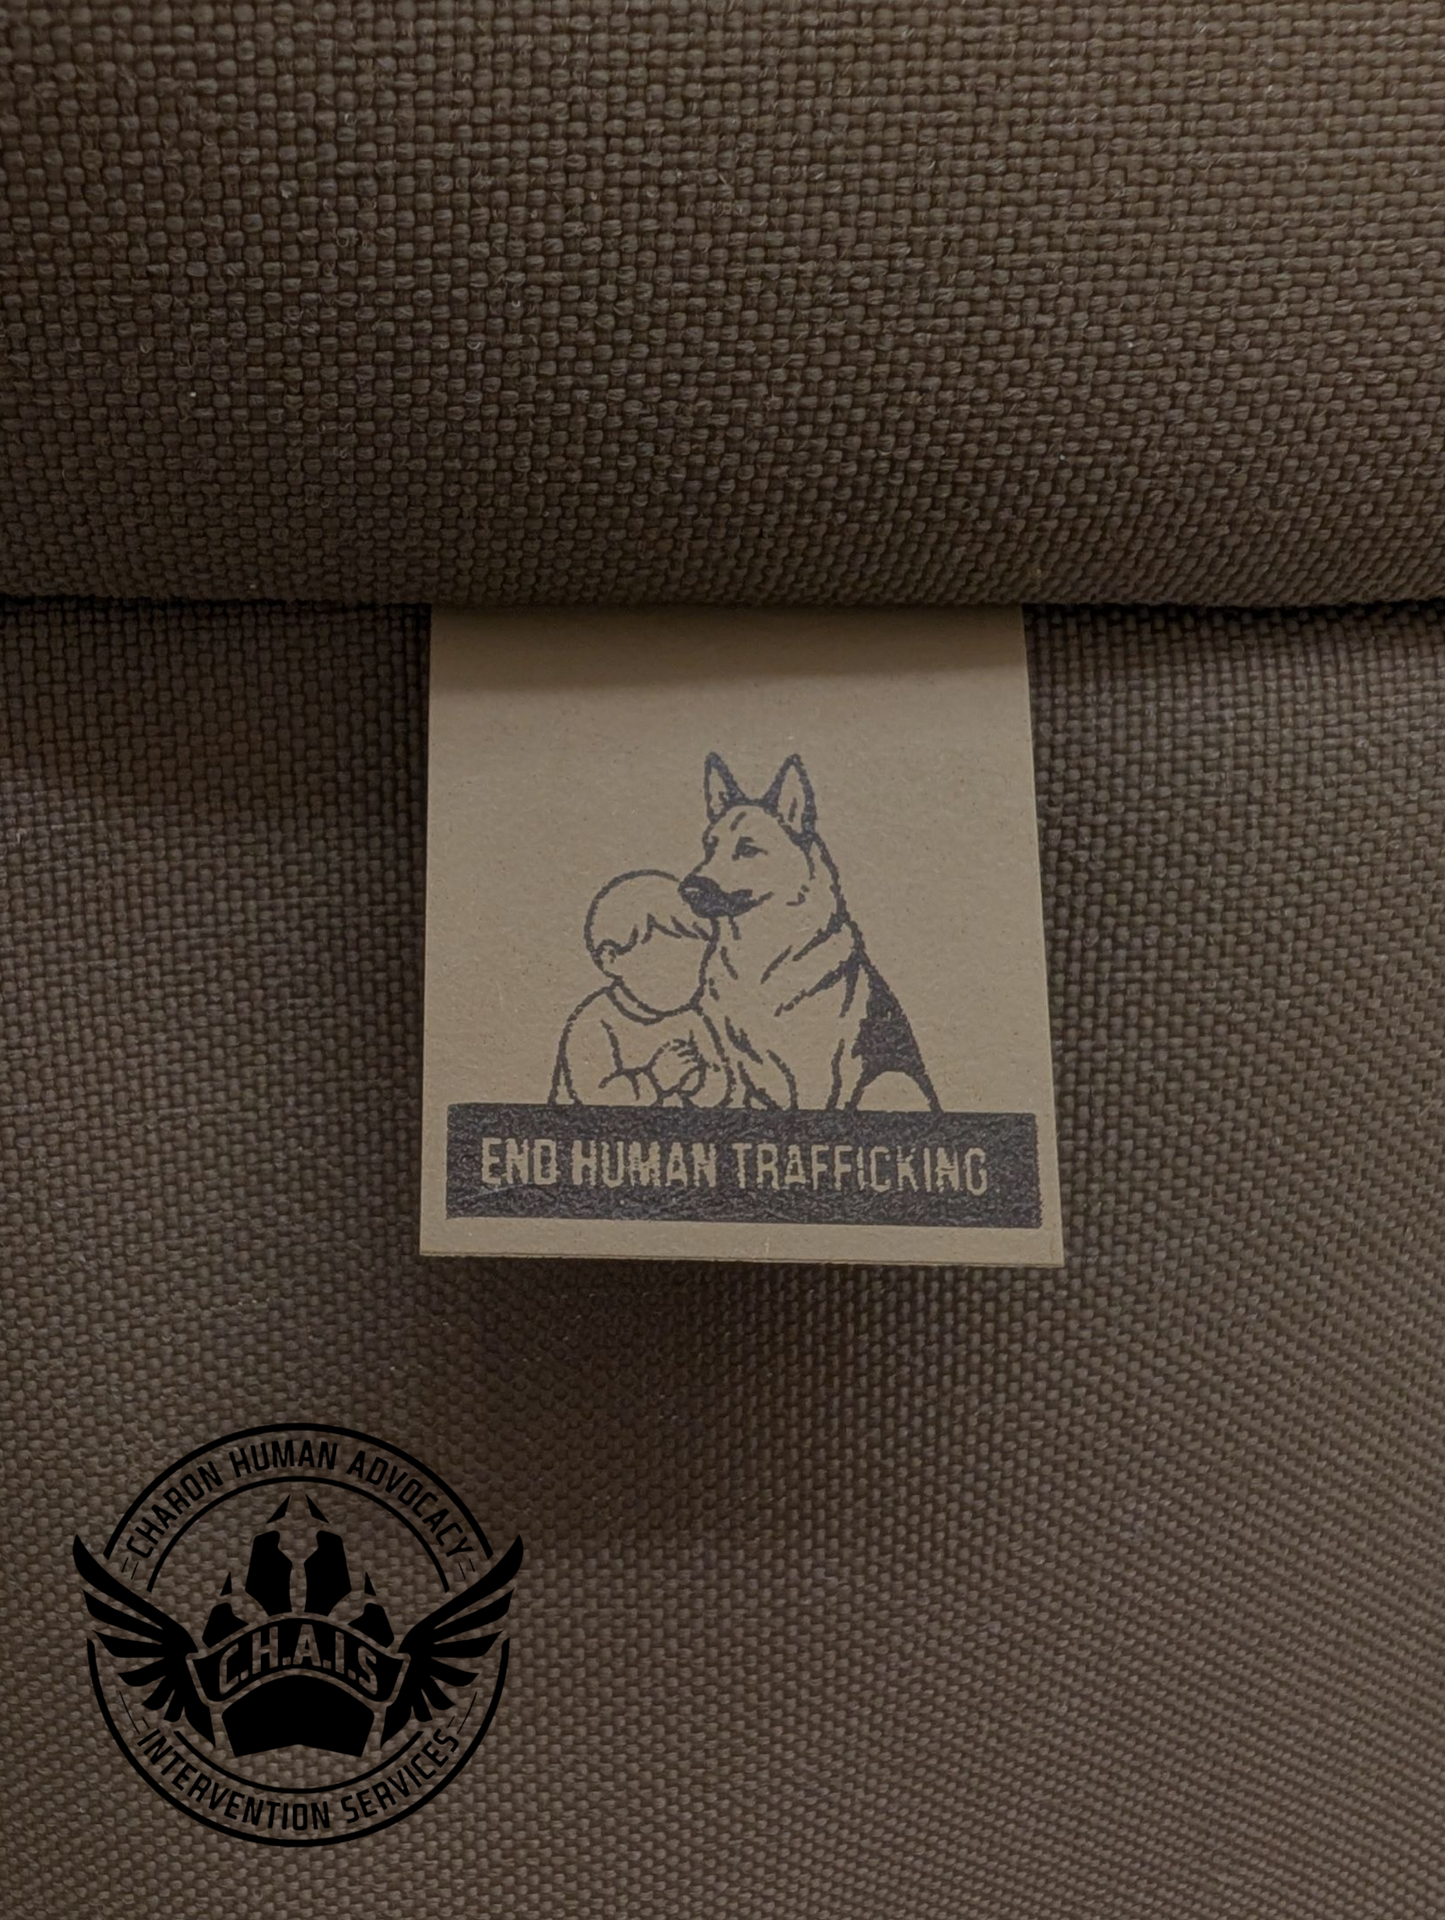 END HUMAN TRAFFICKING
CHARON HUMAN ADVOCACY
C.H.A.I.S
INTERVENTION SERVICES